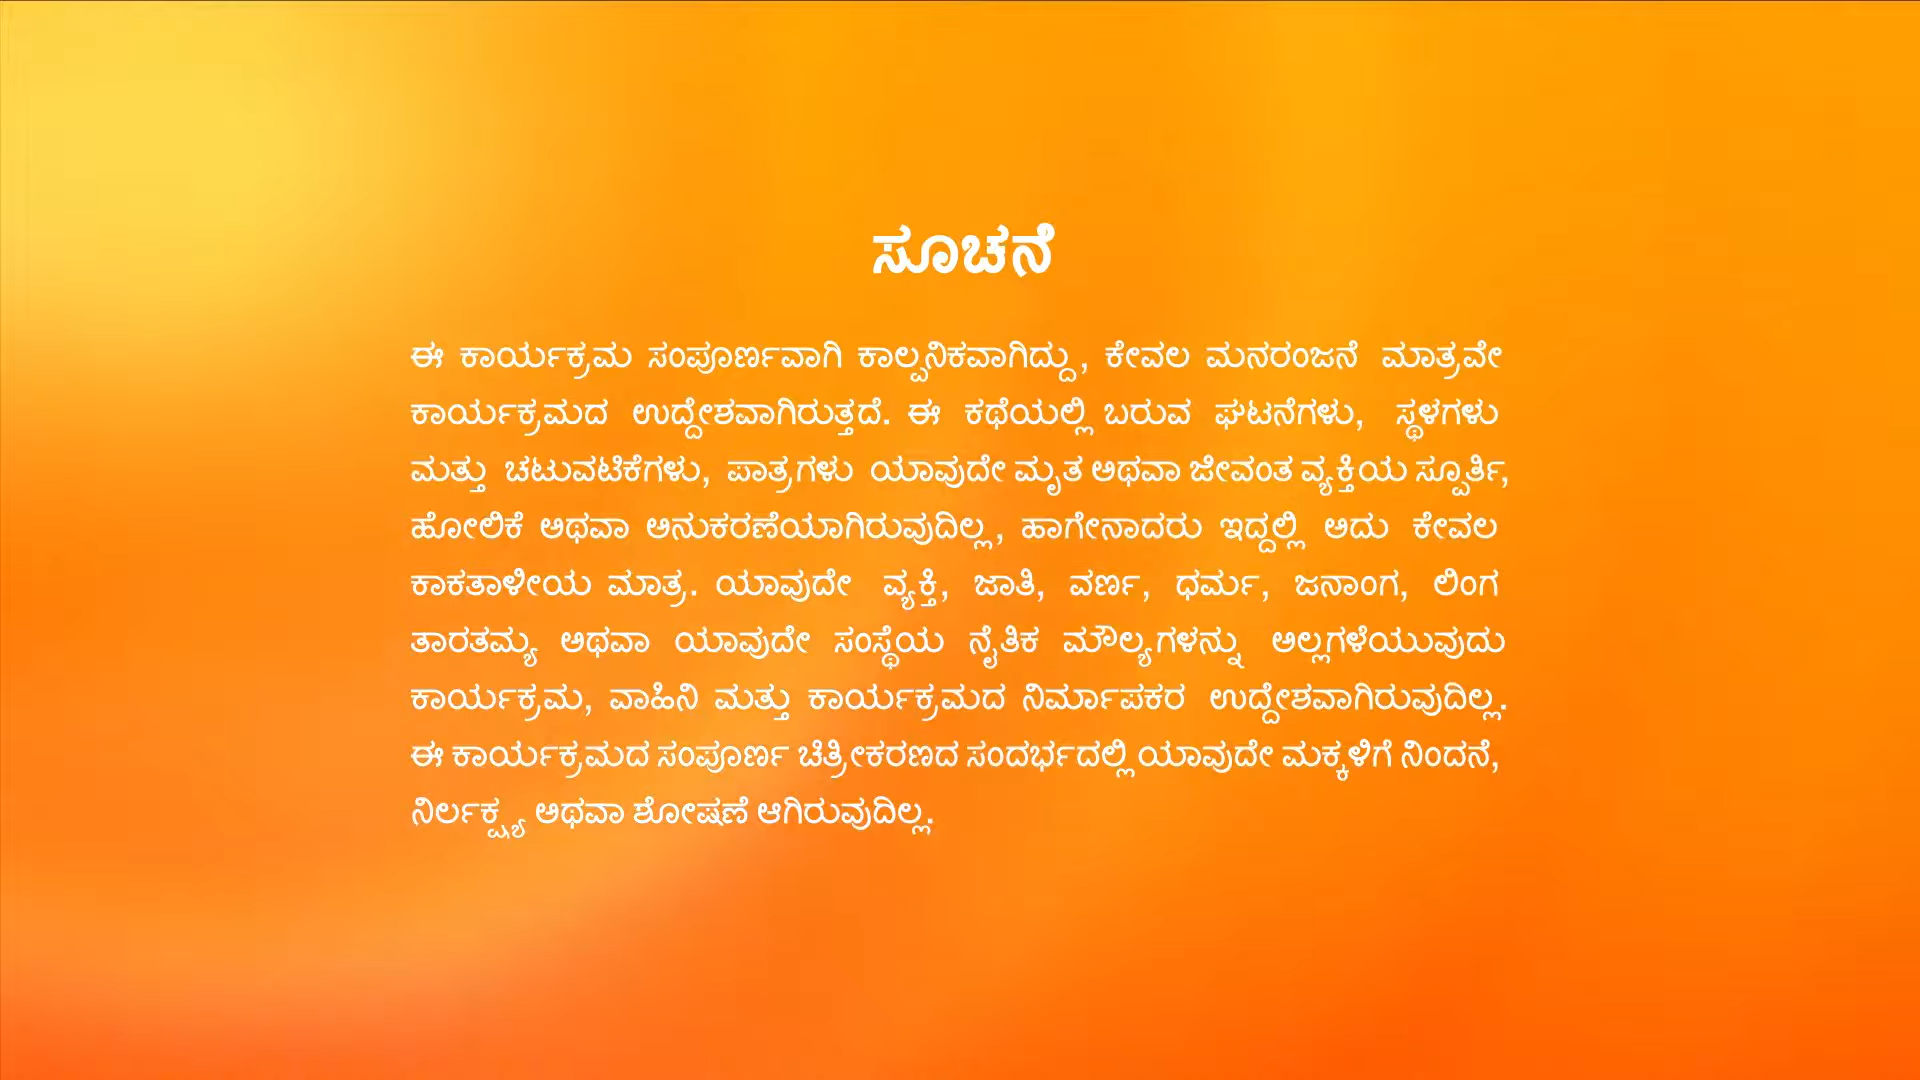 ಸೂಚನೆ
ಈ ಕಾರ್ಯಕ್ರಮ ಸಂಪೂರ್ಣವಾಗಿ ಕಾಲ್ಪನಿಕವಾಗಿದ್ದು, ಕೇವಲ ಮನರಂಜನೆ ಮಾತ್ರವೇ
ಕಾರ್ಯಕ್ರಮದ ಉದ್ದೇಶವಾಗಿರುತ್ತದೆ. ಈ ಕಥೆಯಲ್ಲಿ ಬರುವ ಘಟನೆಗಳು, ಸ್ಥಳಗಳು
ಮತ್ತು ಚಟುವಟಿಕೆಗಳು, ಪಾತ್ರಗಳು ಯಾವುದೇ ಮೃತ ಅಥವಾ ಜೀವಂತ ವ್ಯಕ್ತಿಯ ಸ್ಪೂರ್ತಿ,
ಹೋಲಿಕೆ ಅಥವಾ ಅನುಕರಣೆಯಾಗಿರುವುದಿಲ್ಲ, ಹಾಗೇನಾದರು ಇದ್ದಲ್ಲಿ ಅದು ಕೇವಲ
ಕಾಕತಾಳೀಯ ಮಾತ್ರ. ಯಾವುದೇ ವ್ಯಕ್ತಿ, ಜಾತಿ, ವರ್ಣ, ಧರ್ಮ, ಜನಾಂಗ, ಲಿಂಗ
ತಾರತಮ್ಯ ಅಥವಾ ಯಾವುದೇ ಸಂಸ್ಥೆಯ ನೈತಿಕ ಮೌಲ್ಯಗಳನ್ನು ಅಲ್ಲಗಳೆಯುವುದು
ಕಾರ್ಯಕ್ರಮ, ವಾಹಿನಿ ಮತ್ತು ಕಾರ್ಯಕ್ರಮದ ನಿರ್ಮಾಪಕರ ಉದ್ದೇಶವಾಗಿರುವುದಿಲ್ಲ.
ಈ ಕಾರ್ಯಕ್ರಮದ ಸಂಪೂರ್ಣ ಚಿತ್ರೀಕರಣದ ಸಂದರ್ಭದಲ್ಲಿ ಯಾವುದೇ ಮಕ್ಕಳಿಗೆ ನಿಂದನೆ,
ನಿರ್ಲಕ್ಷ್ಯ ಅಥವಾ ಶೋಷಣೆ ಆಗಿರುವುದಿಲ್ಲ.